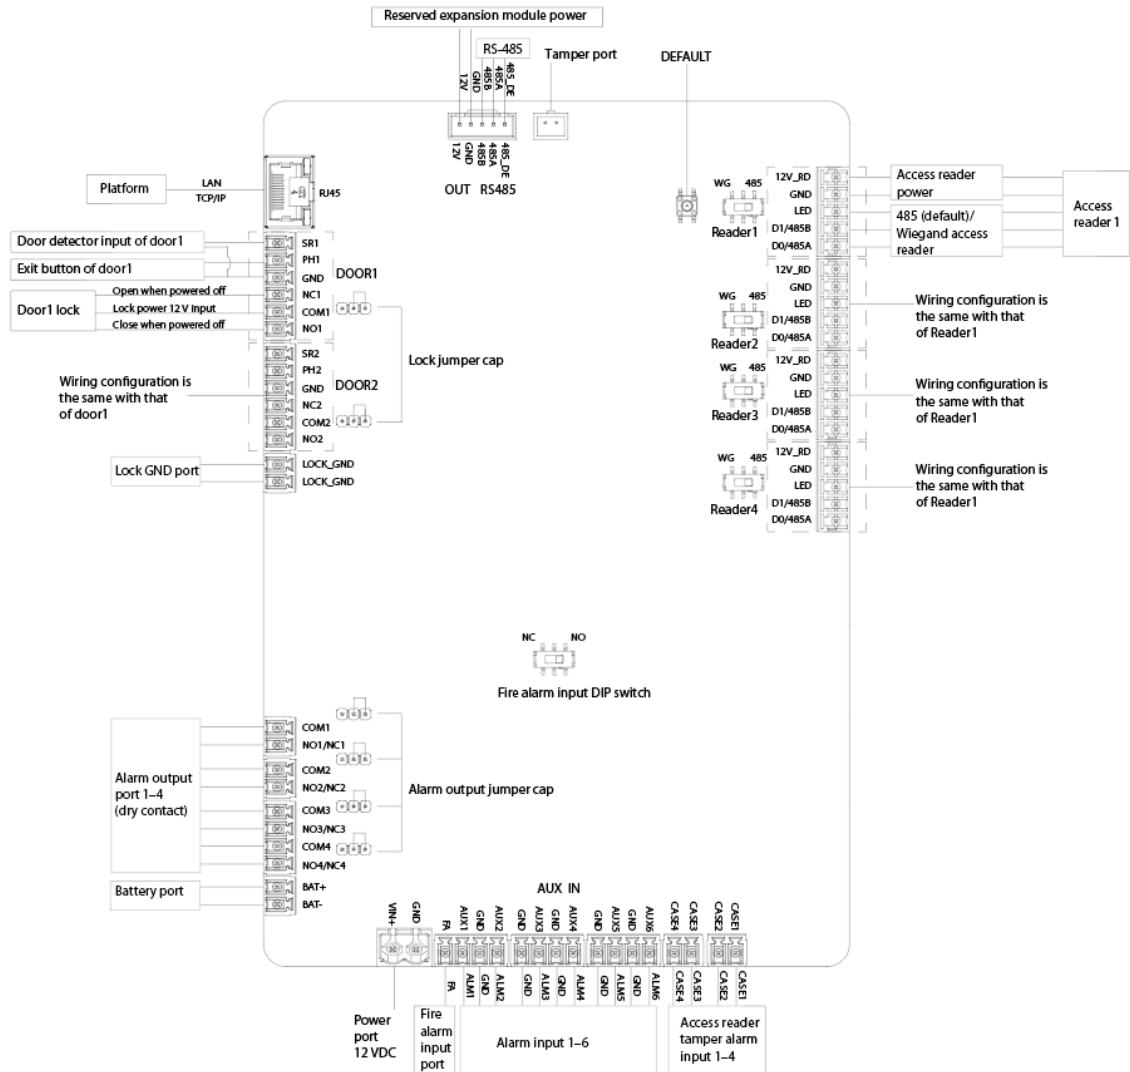 Reserved expansion module power
RS-485
Tamper port
DEFAULT
12V
GND
485B
485A
485_DE
12V
GND
485B
485A
485_DE
OUT RS485
Platform
LAN
TCP/IP
RJ45
Door detector input of door1
Exit button of door1
Door1 lock
Open when powered off
Lock power 12 V Input
Close when powered off
SR1
PH1
GND
NC1
COM1
NO1
DOOR1
Wiring configuration is
the same with that
of door1
SR2
PH2
GND
NC2
COM2
NO2
DOOR2
Lock jumper cap
Lock GND port
LOCK_GND
LOCK_GND
WG 485
Reader1
12V_RD
GND
LED
D1/485B
D0/485A
Access reader
power
485 (default)/
Wiegand access
reader
Access
reader 1
WG 485
Reader2
12V_RD
GND
LED
D1/485B
D0/485A
Wiring configuration is
the same with that
of Reader1
WG 485
Reader3
12V_RD
GND
LED
D1/485B
D0/485A
Wiring configuration is
the same with that
of Reader1
WG 485
Reader4
12V_RD
GND
LED
D1/485B
D0/485A
Wiring configuration is
the same with that
of Reader1
NC NO
Fire alarm input DIP switch
Alarm output
port 1–4
(dry contact)
COM1
NO1/NC1
COM2
NO2/NC2
COM3
NO3/NC3
COM4
NO4/NC4
Alarm output jumper cap
Battery port
BAT+
BAT-
AUX IN
VIN+
GND
FA
AUX1
GND
AUX2
GND
AUX3
GND
AUX4
GND
AUX5
GND
AUX6
CASE4
CASE3
CASE2
CASE1
FA
ALM1
GND
ALM2
GND
ALM3
GND
ALM4
GND
ALM5
GND
ALM6
CASE4
CASE3
CASE2
CASE1
Power
port
12 VDC
Fire
alarm
input
port
Alarm input 1–6
Access reader
tamper alarm
input 1–4